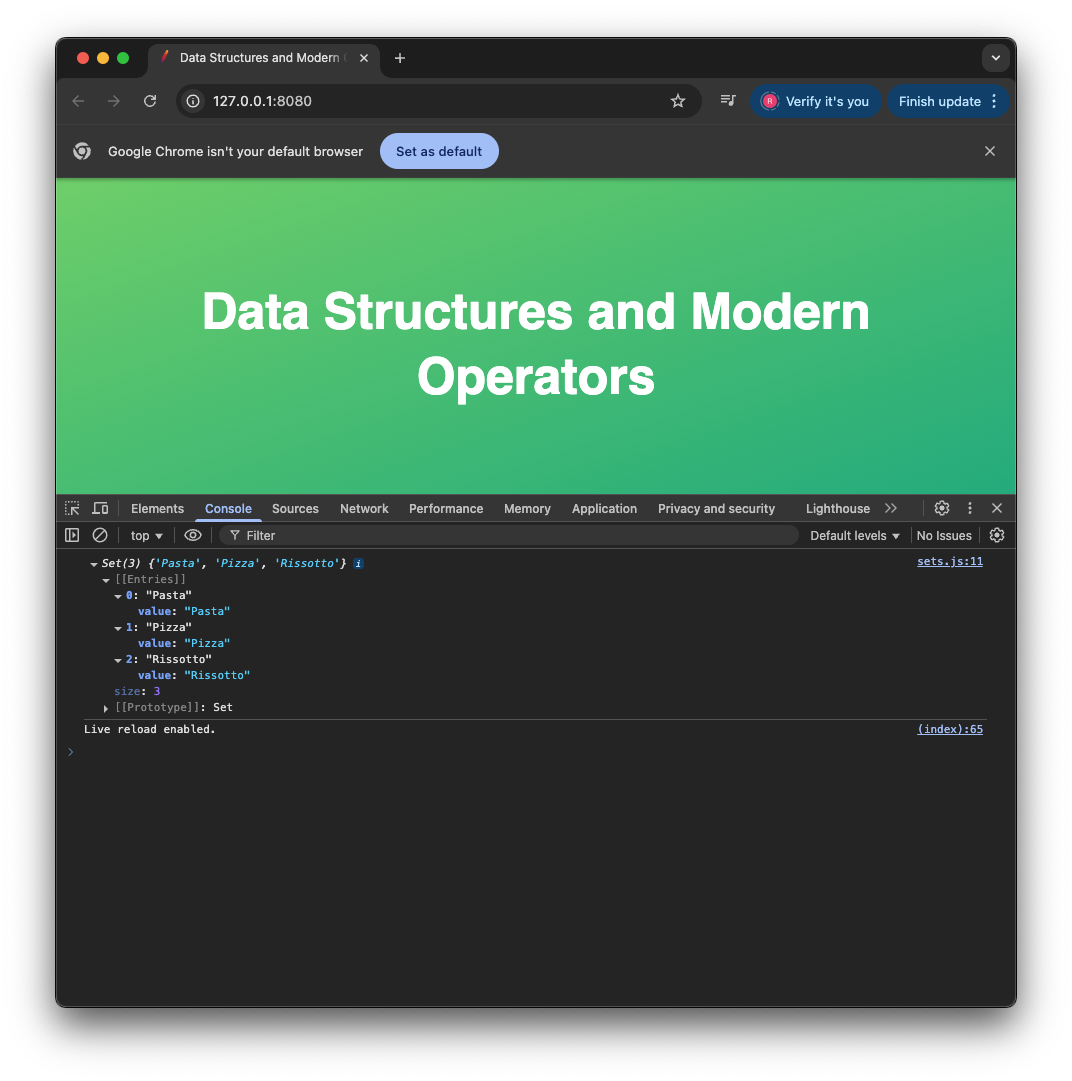 Data Structures and Modern
127.0.0.1:8080
R
Verify it's you
Finish update
Google Chrome isn't your default browser
Set as default
Data Structures and Modern
Operators
Elements
Console
Sources
Network
Performance
Memory
Application
Privacy and security
Lighthouse
top
Filter
Default levels
No Issues
Set(3) {'Pasta', 'Pizza', 'Rissotto'} i
sets.js:11
[[Entries]]
0: "Pasta"
value: "Pasta"
1: "Pizza"
value: "Pizza"
2: "Rissotto"
value: "Rissotto"
size: 3
[[Prototype]]: Set
Live reload enabled.
(index):65